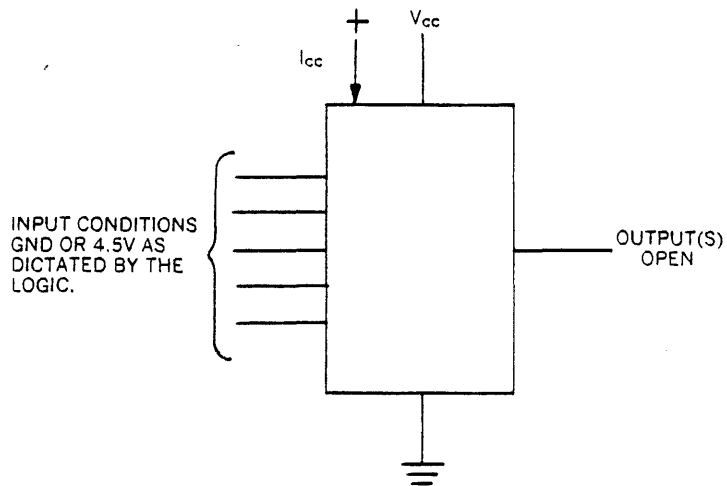 +
Vcc
Icc
INPUT CONDITIONS
GND OR 4.5V AS
DICTATED BY THE
LOGIC.
OUTPUT(S)
OPEN